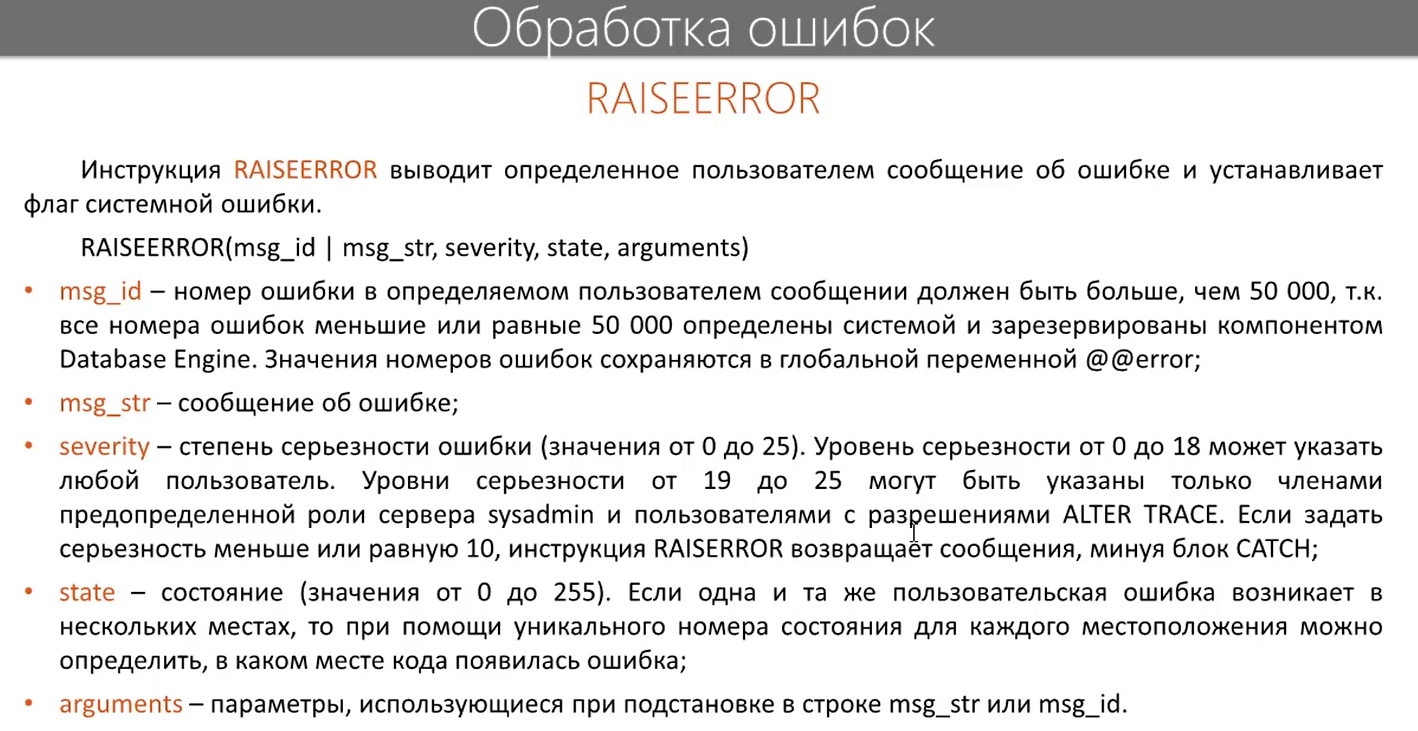 Обработка ошибок
RAISEERROR
Инструкция RAISEERROR выводит определенное пользователем сообщение об ошибке и устанавливает
флаг системной ошибки.
RAISEERROR(msg_id | msg_str, severity, state, arguments)
• msg_id – номер ошибки в определяемом пользователем сообщении должен быть больше, чем 50 000, т.к.
все номера ошибок меньшие или равные 50 000 определены системой и зарезервированы компонентом
Database Engine. Значения номеров ошибок сохраняются в глобальной переменной @@error;
• msg_str – сообщение об ошибке;
• severity – степень серьезности ошибки (значения от 0 до 25). Уровень серьезности от 0 до 18 может указать
любой пользователь. Уровни серьезности от 19 до 25 могут быть указаны только членами
предопределенной роли сервера sysadmin и пользователями с разрешениями ALTER TRACE. Если задать
серьезность меньше или равную 10, инструкция RAISERROR возвращает сообщения, минуя блок CATCH;
• state – состояние (значения от 0 до 255). Если одна и та же пользовательская ошибка возникает в
нескольких местах, то при помощи уникального номера состояния для каждого местоположения можно
определить, в каком месте кода появилась ошибка;
• arguments – параметры, использующиеся при подстановке в строке msg_str или msg_id.